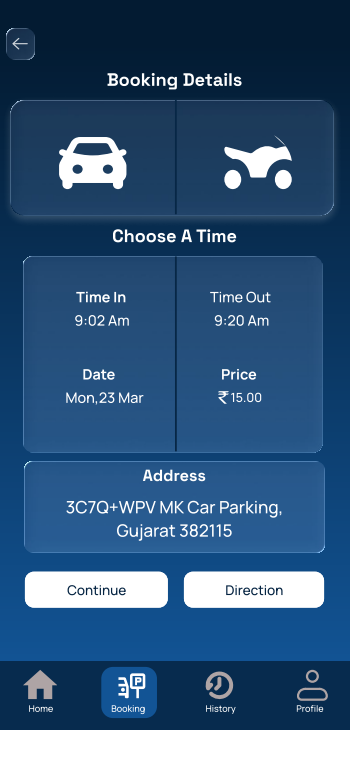 Booking Details
Choose A Time
Time In
9:02 Am
Time Out
9:20 Am
Date
Mon,23 Mar
Price
₹15.00
Address
3C7Q+WPV MK Car Parking,
Gujarat 382115
Continue
Direction
P
Home
Booking
History
Profile